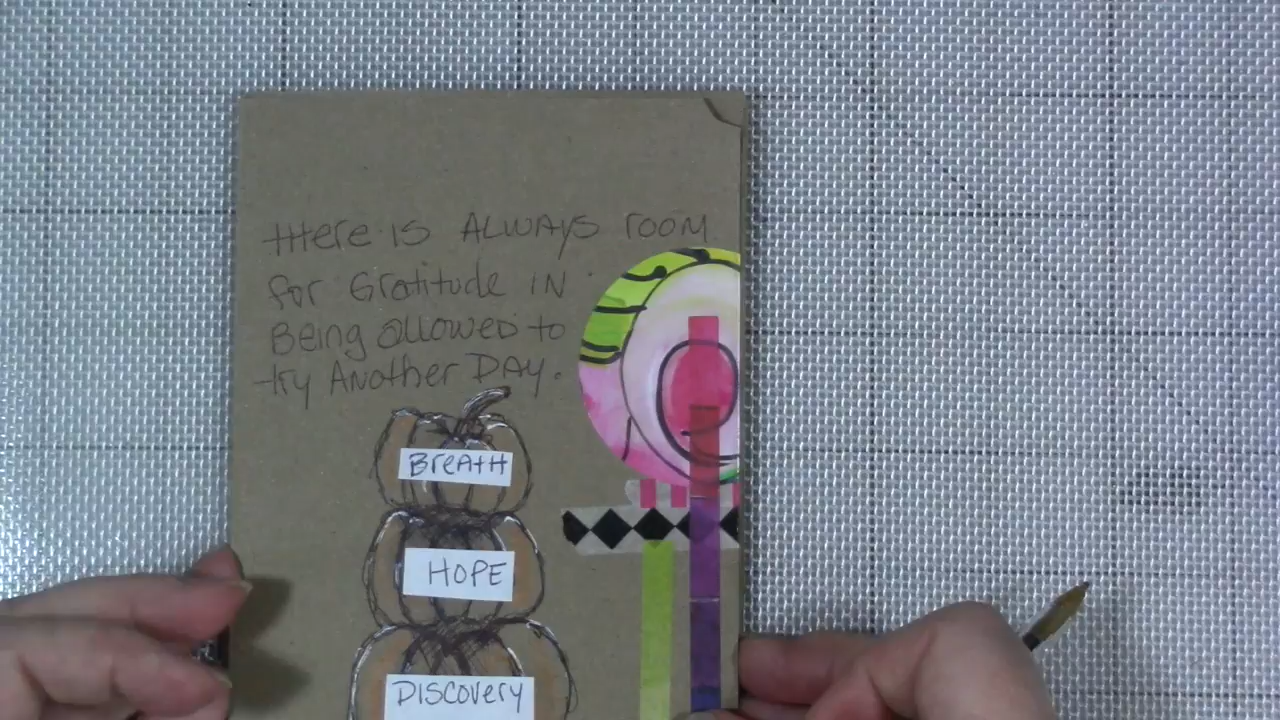 there is ALWAYS room
for Gratitude IN
Being allowed to
try Another DAY.
BreATH
HOPE
DIScovery